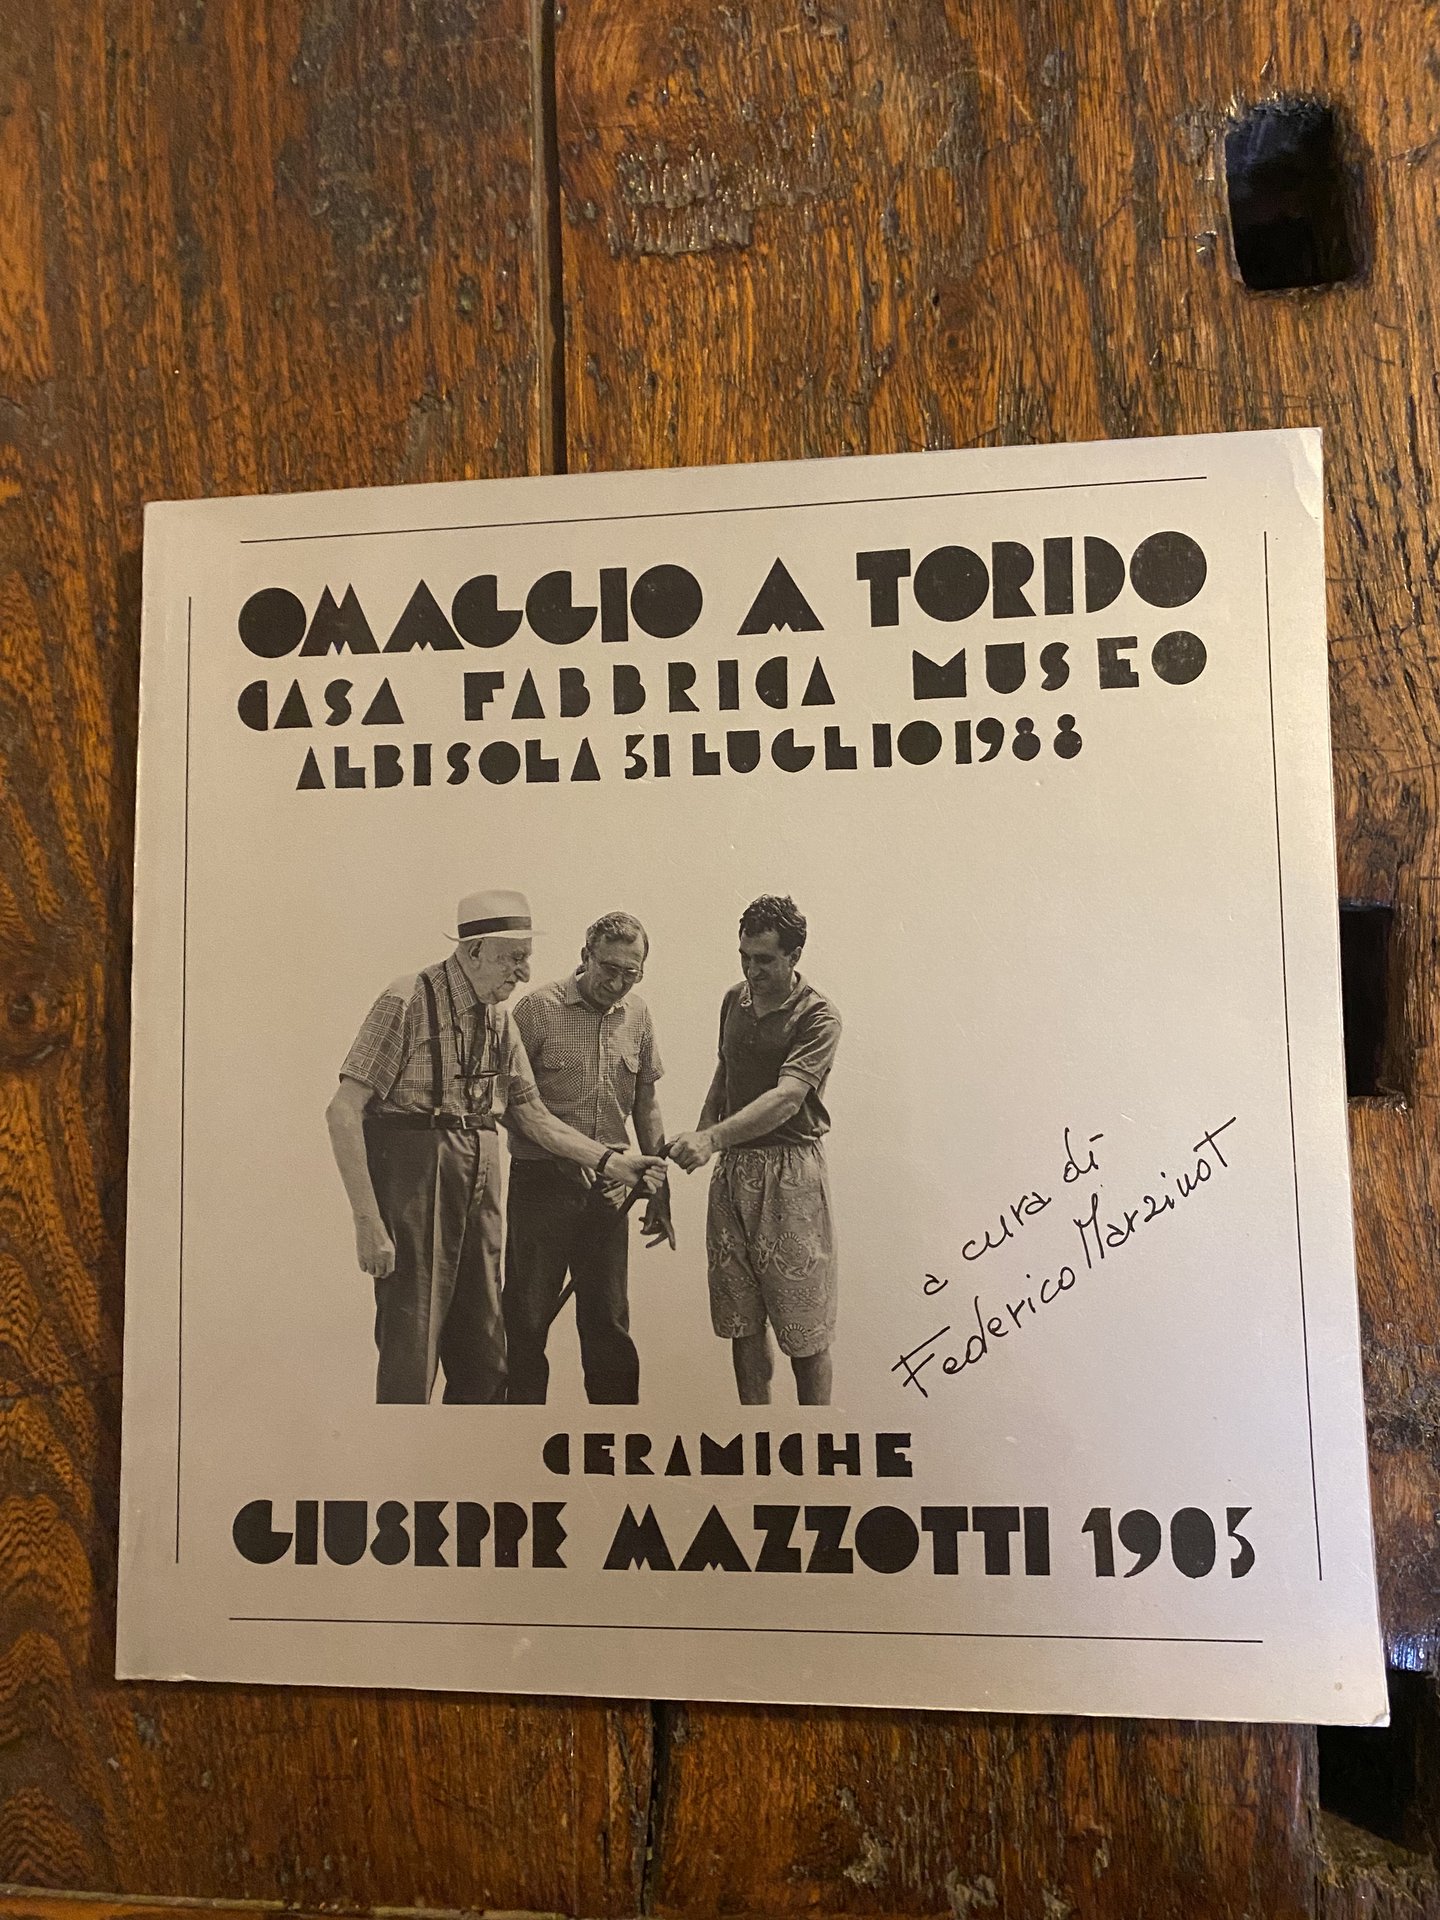 OMAGGIO A TORIDO
CASA FABBRICA MUSEO
ALBISOLA 31 LUGLIO 1988
a cura di
Federico Marzinot
CERAMICHE
GIUSEPPE MAZZOTTI 1903